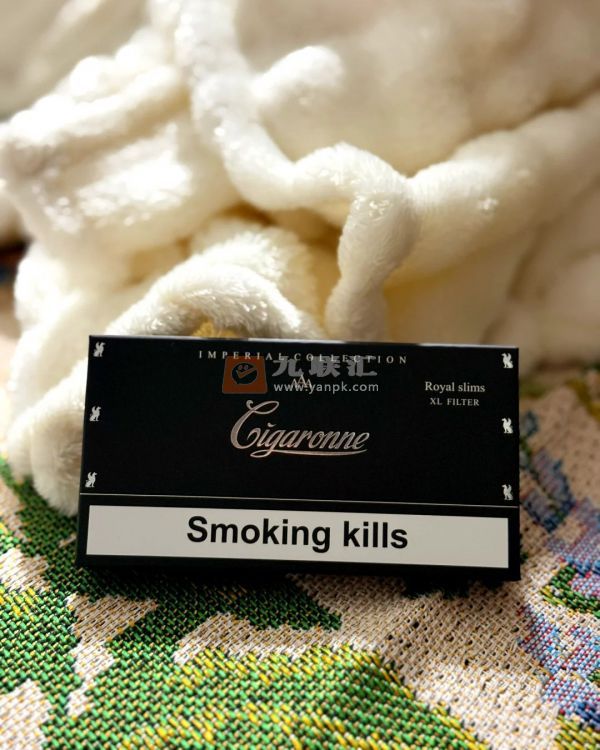 IMPERIAL COLLECTION
九联汇
www.yanpk.com
Royal slims
XL FILTER
Cigaronne
Smoking kills